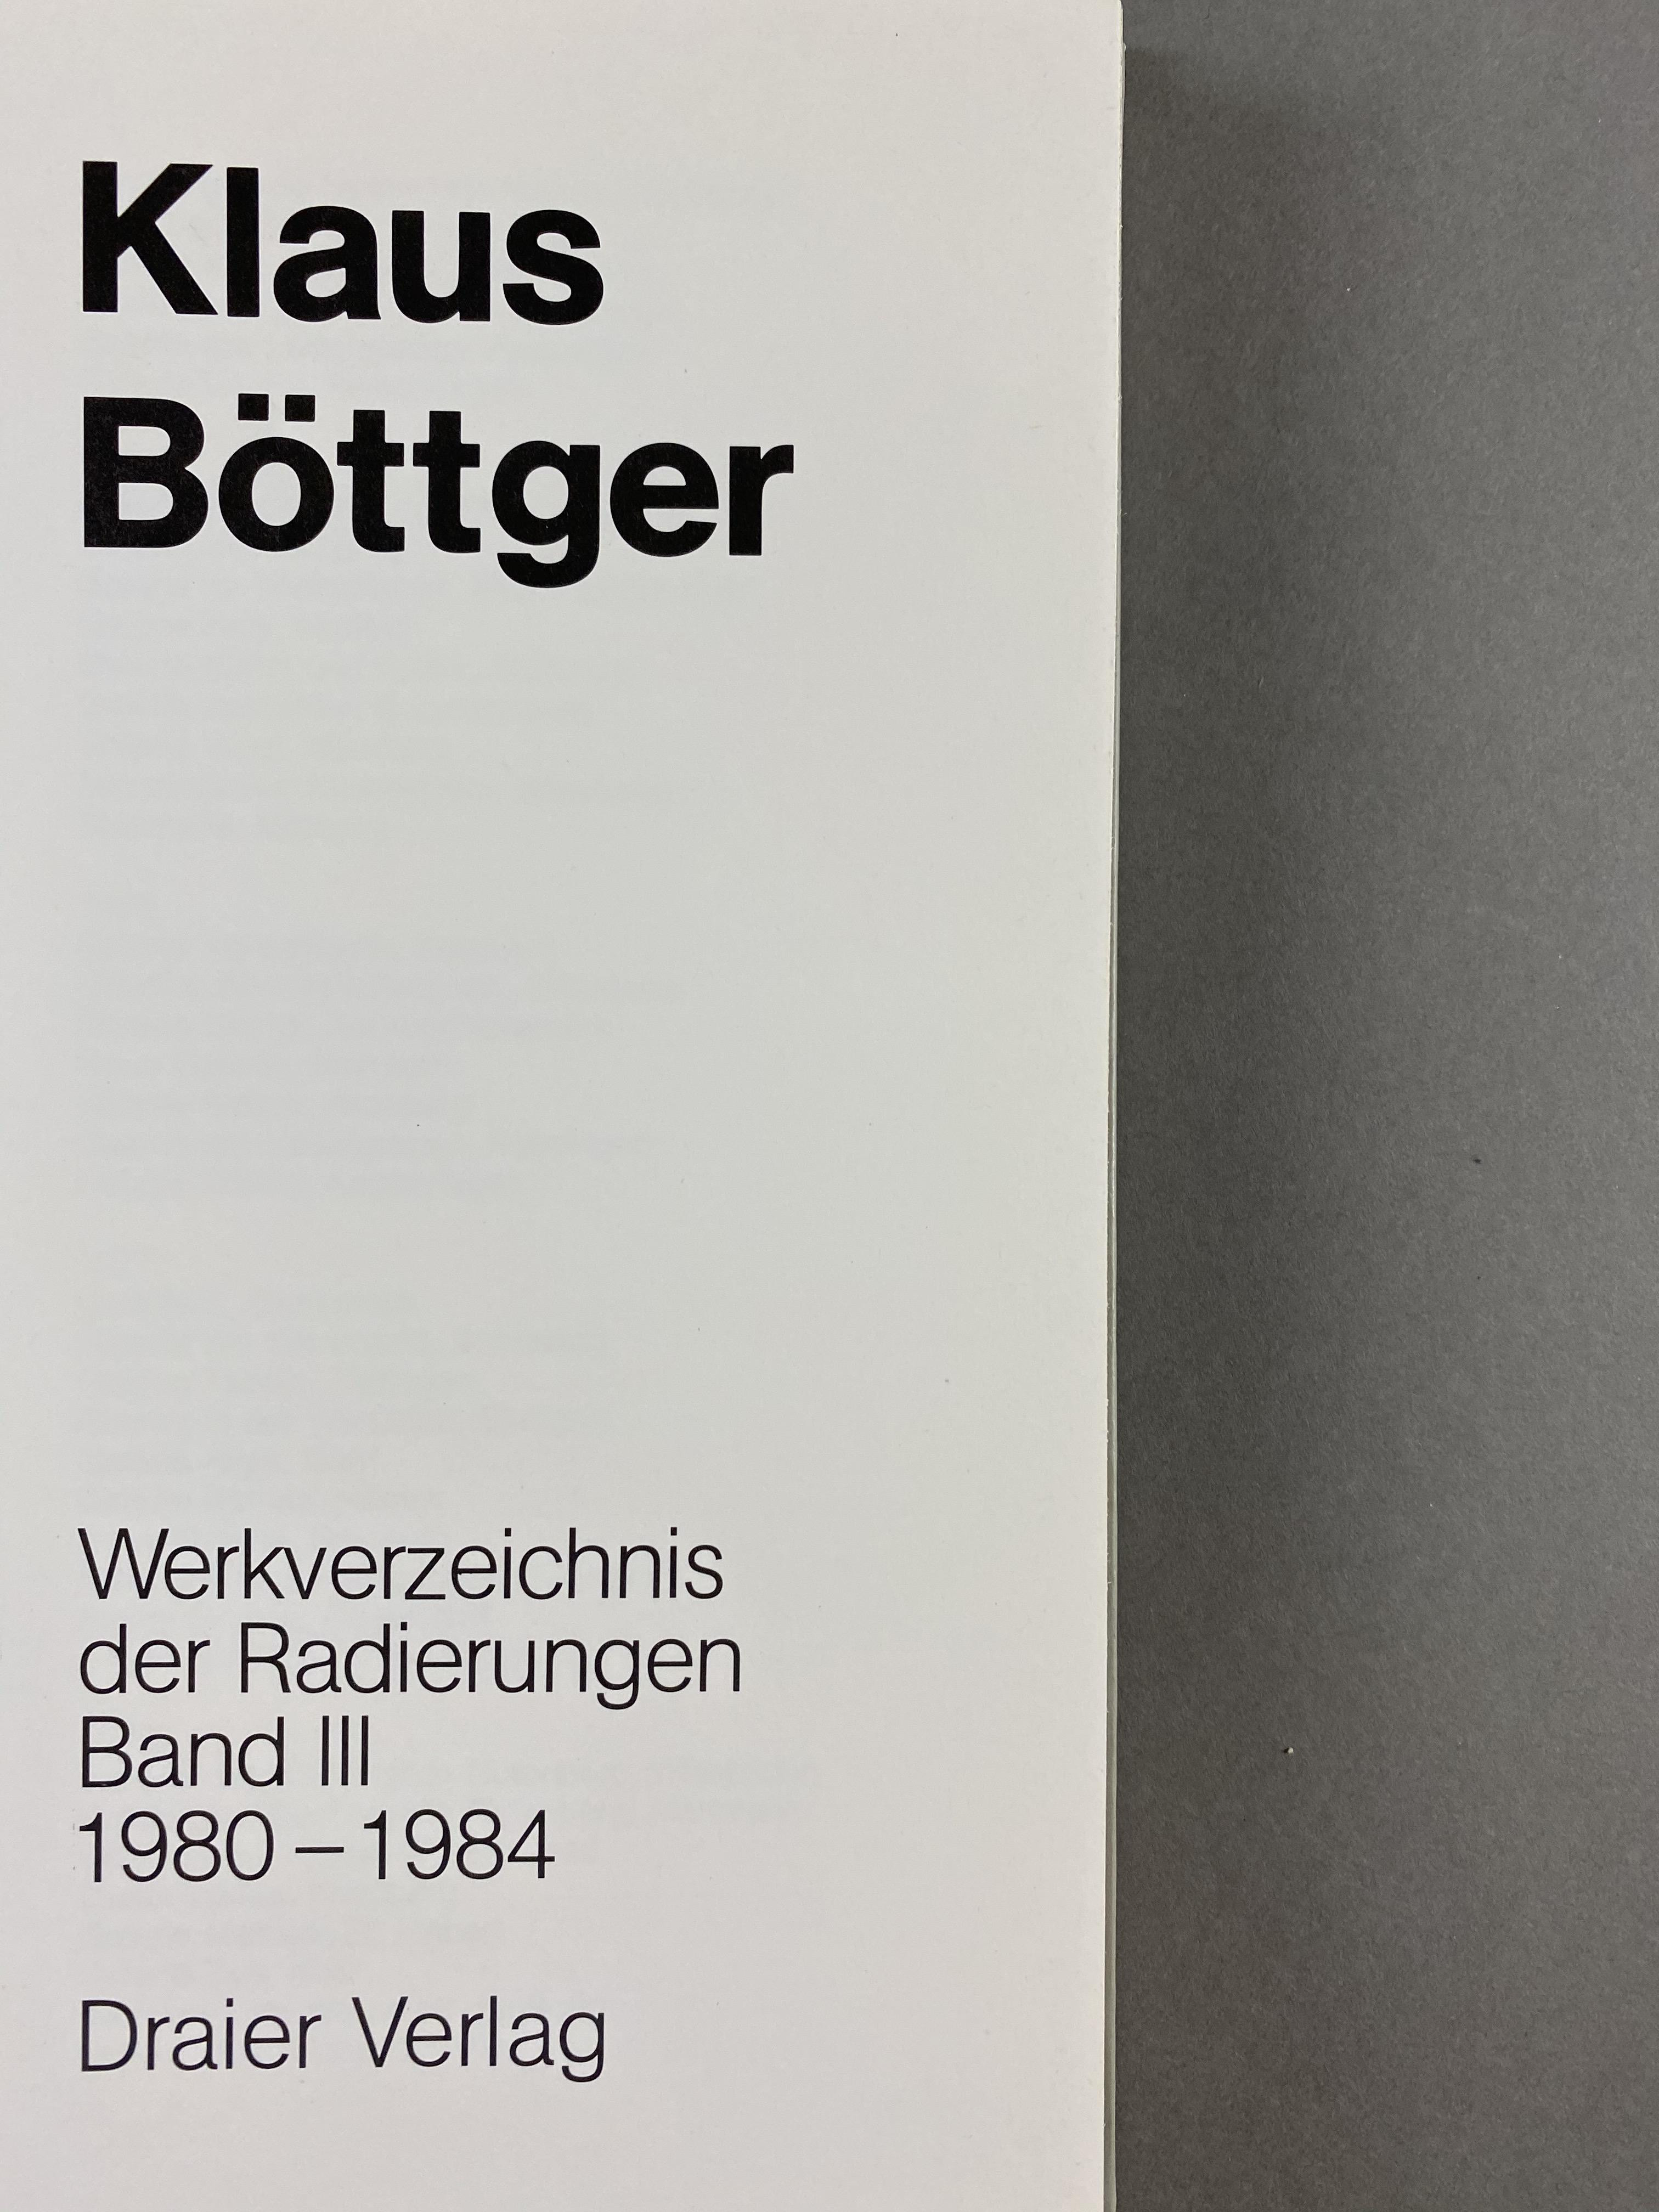 Klaus
Böttger
Werkverzeichnis
der Radierungen
Band III
1980 – 1984
Draier Verlag